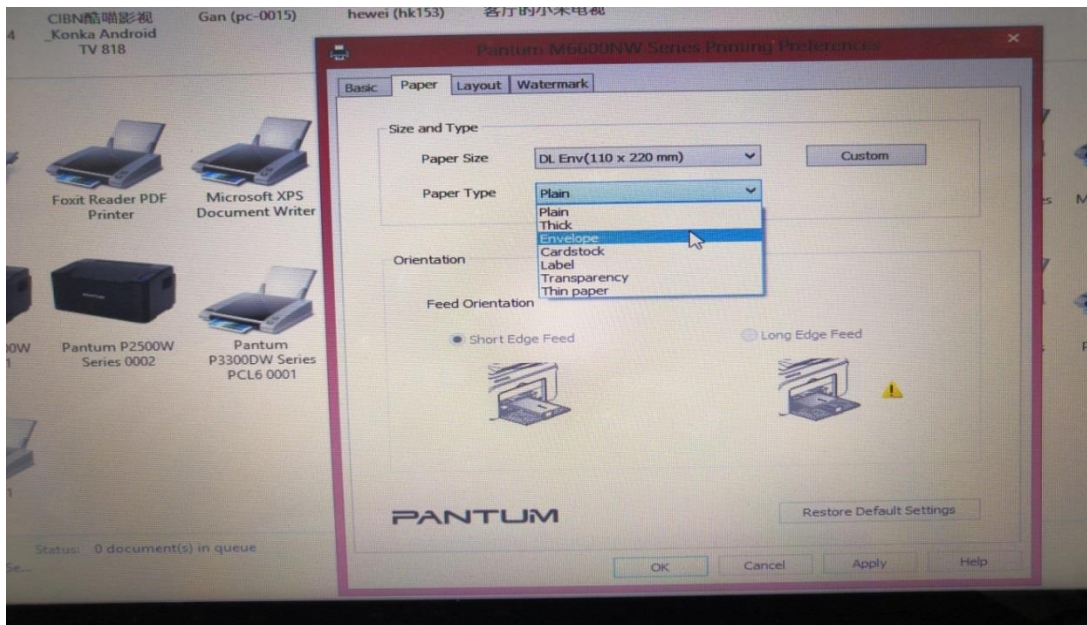 CIBN酷喵影视
_Konka Android
TV 818
Gan (pc-0015)
hewei (hk153)
客厅的小米电视
4
Pantum M6600NW Series Printing Preferences
Basic
Paper
Layout
Watermark
Size and Type
Paper Size
DL Env(110 x 220 mm)
Custom
Paper Type
Plain
Plain
Thick
Envelope
Cardstock
Label
Transparency
Thin paper
Orientation
Feed Orientation
Short Edge Feed
Long Edge Feed
PANTUM
Restore Default Settings
OK
Cancel
Apply
Help
Foxit Reader PDF
Printer
Microsoft XPS
Document Writer
Pantum P2500W
Series 0002
Pantum
P3300DW Series
PCL6 0001
Status: 0 document(s) in queue